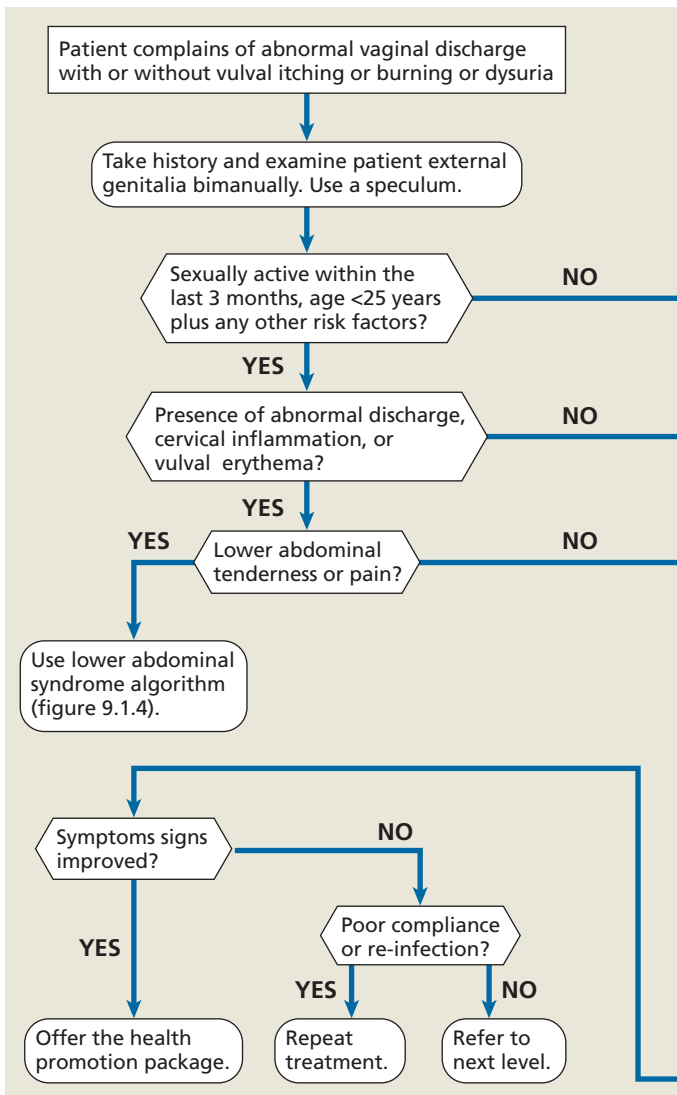 Patient complains of abnormal vaginal discharge
with or without vulval itching or burning or dysuria
Take history and examine patient external
genitalia bimanually. Use a speculum.
Sexually active within the
last 3 months, age <25 years
plus any other risk factors?
NO
YES
Presence of abnormal discharge,
cervical inflammation, or
vulval erythema?
NO
YES
YES
Lower abdominal
tenderness or pain?
NO
Use lower abdominal
syndrome algorithm
(figure 9.1.4).
Symptoms signs
improved?
NO
Poor compliance
or re-infection?
YES
YES
NO
Offer the health
promotion package.
Repeat
treatment.
Refer to
next level.